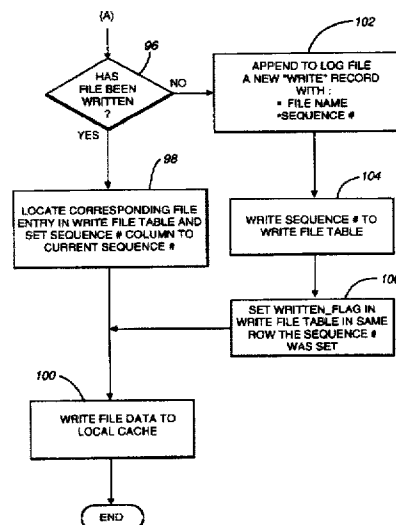 (A)
96
HAS
FILE BEEN
WRITTEN
?
NO
YES
102
APPEND TO LOG FILE
A NEW "WRITE" RECORD
WITH :
* FILE NAME
*SEQUENCE #
98
LOCATE CORRESPONDING FILE
ENTRY IN WRITE FILE TABLE AND
SET SEQUENCE # COLUMN TO
CURRENT SEQUENCE #
104
WRITE SEQUENCE # TO
WRITE FILE TABLE
106
SET WRITTEN_FLAG IN
WRITE FILE TABLE IN SAME
ROW THE SEQUENCE #
WAS SET
100
WRITE FILE DATA TO
LOCAL CACHE
END